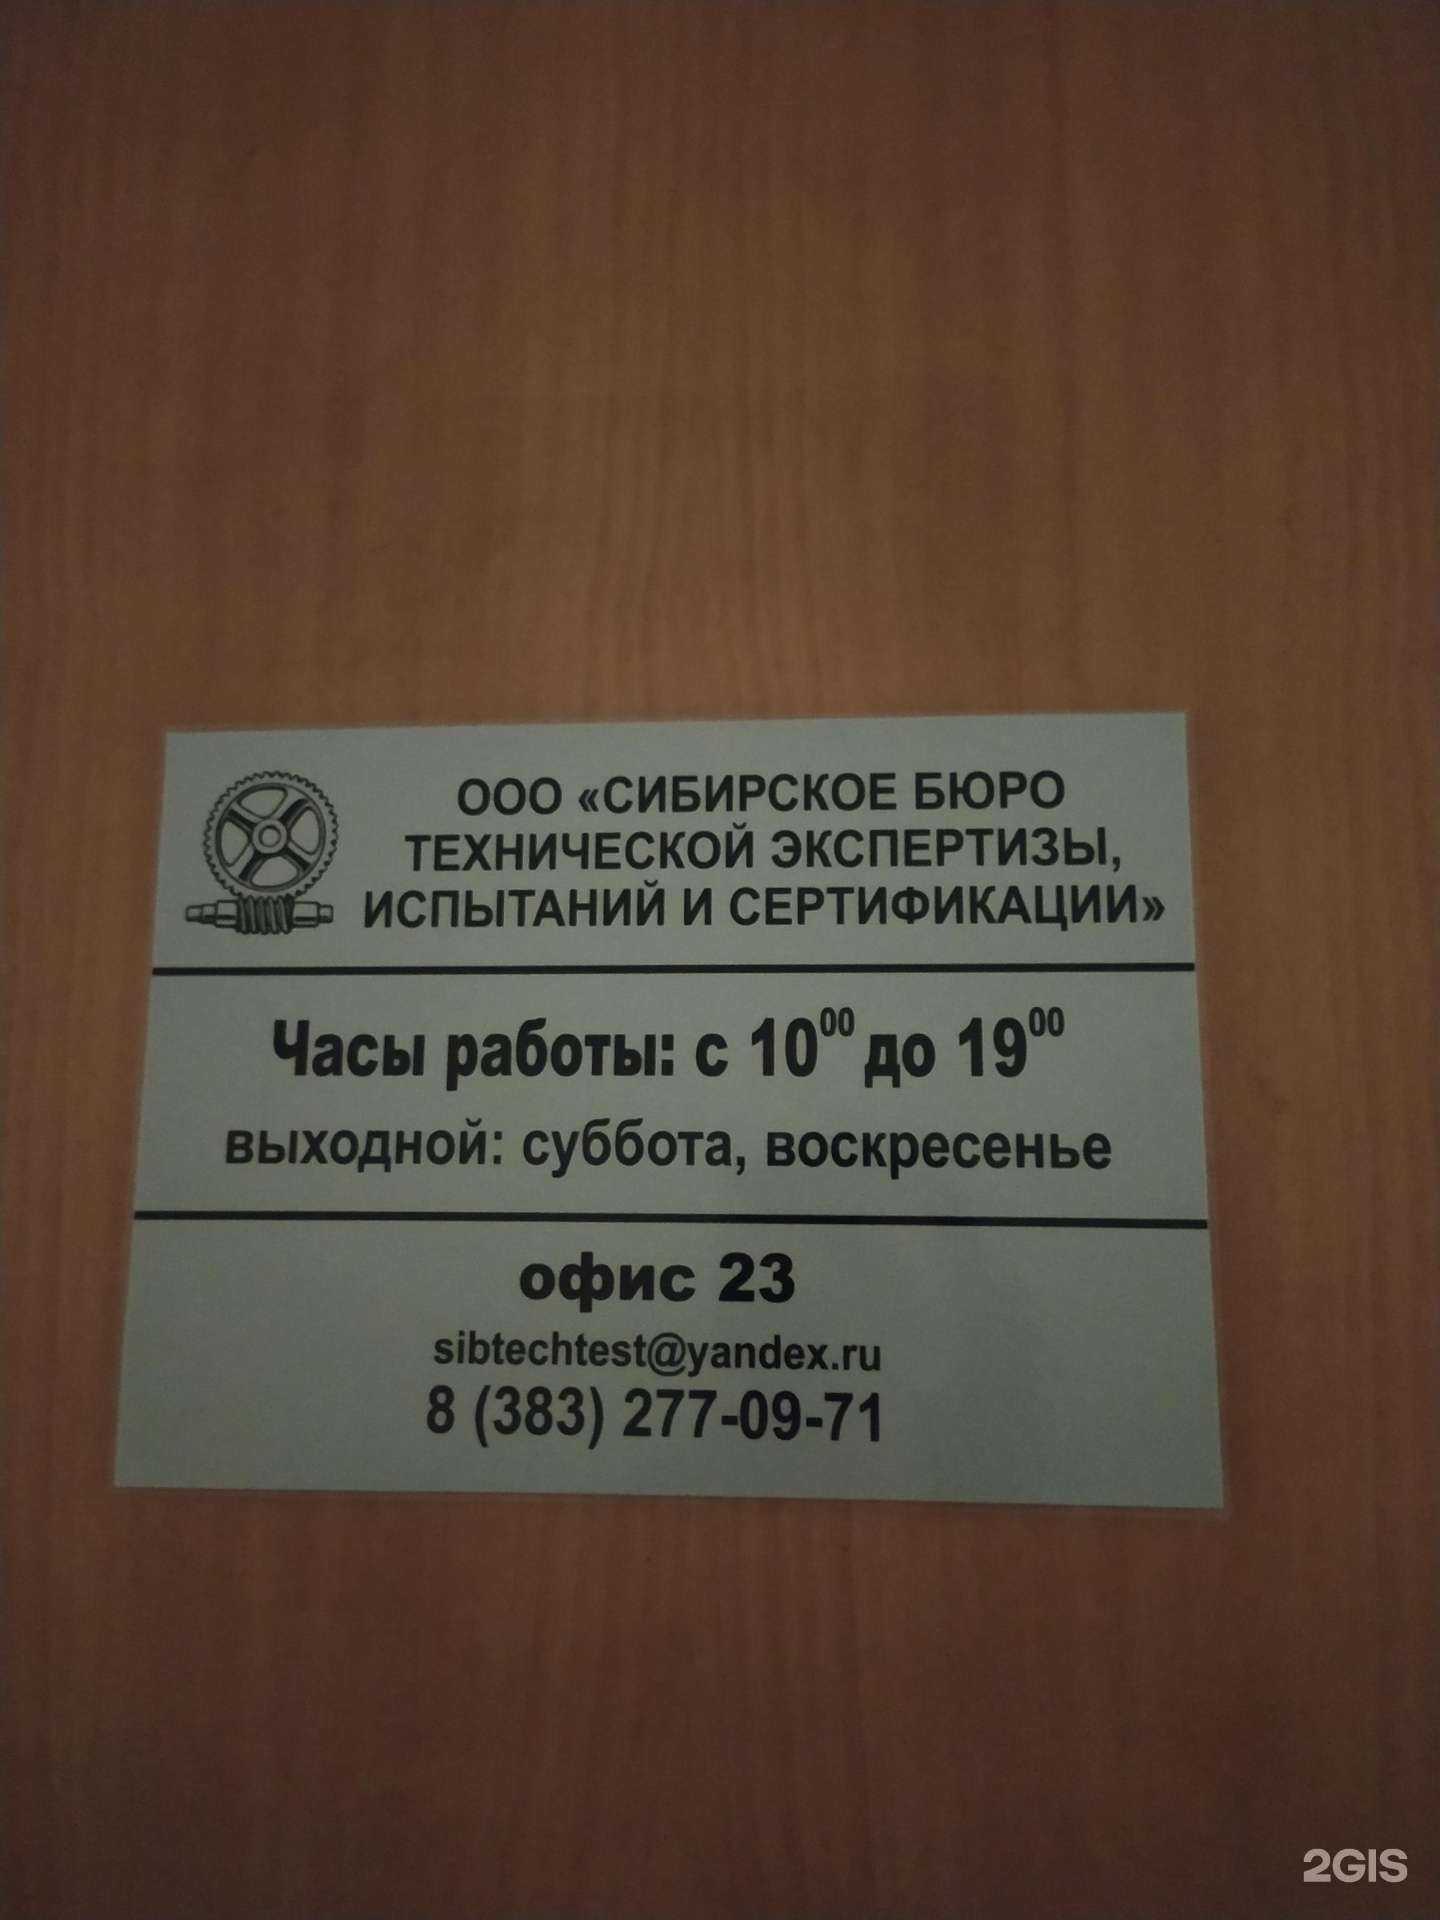 ООО «СИБИРСКОЕ БЮРО
ТЕХНИЧЕСКОЙ ЭКСПЕРТИЗЫ,
ИСПЫТАНИЙ И СЕРТИФИКАЦИИ»
Часы работы: с 10⁰⁰ до 19⁰⁰
выходной: суббота, воскресенье
офис 23
sibtechtest@yandex.ru
8 (383) 277-09-71
2GIS